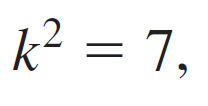 k² = 7,